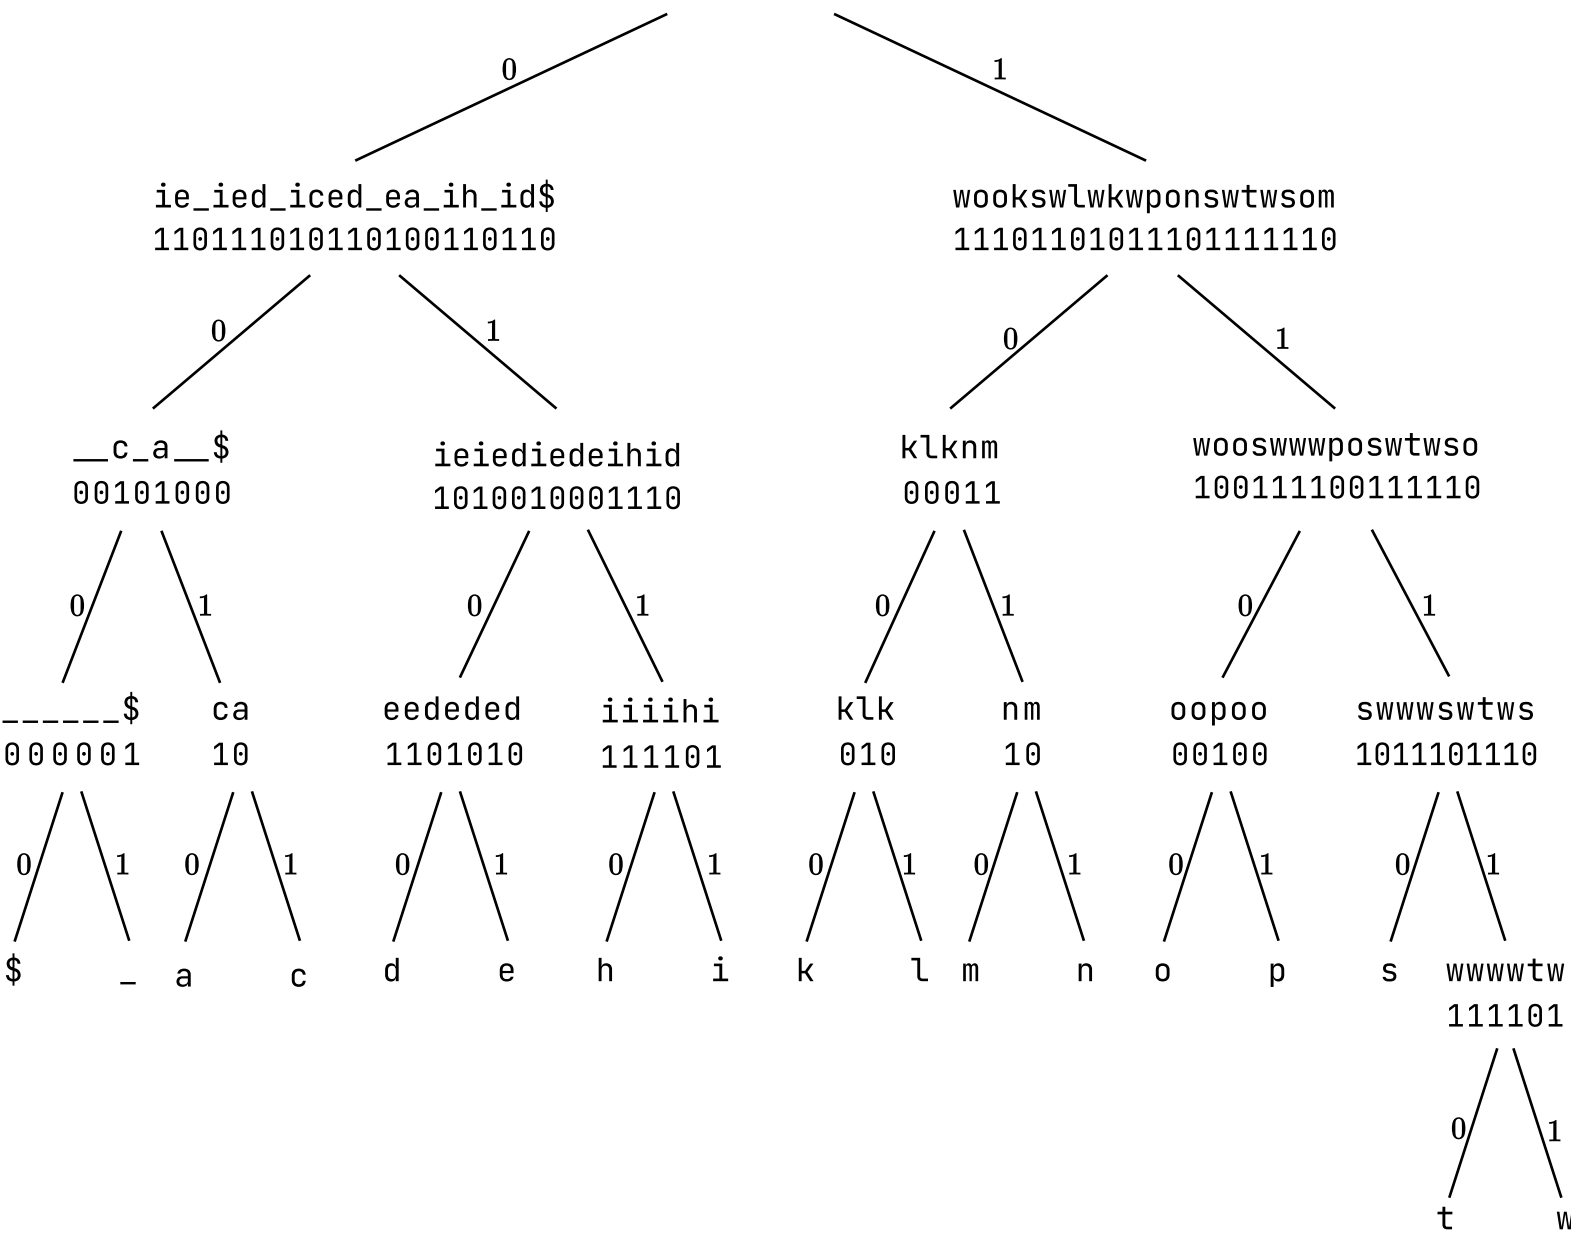 0
1
ie_ied_iced_ea_ih_id$
110111010110100110110
wookswlwkwponswtwsom
11101101011101111110
0
1
0
1
__c_a__$
00101000
ieiediedeihid
1010010001110
klknm
00011
wooswwwposwtwso
100111100111110
0
1
0
1
0
1
0
1
______$
000001
ca
10
eededed
1101010
iiiihi
111101
klk
010
nm
10
oopoo
00100
swwwswtws
1011101110
0
1
0
1
0
1
0
1
0
1
0
1
0
1
0
1
$
_
a
c
d
e
h
i
k
l
m
n
o
p
s
wwwwtw
111101
0
1
t
w